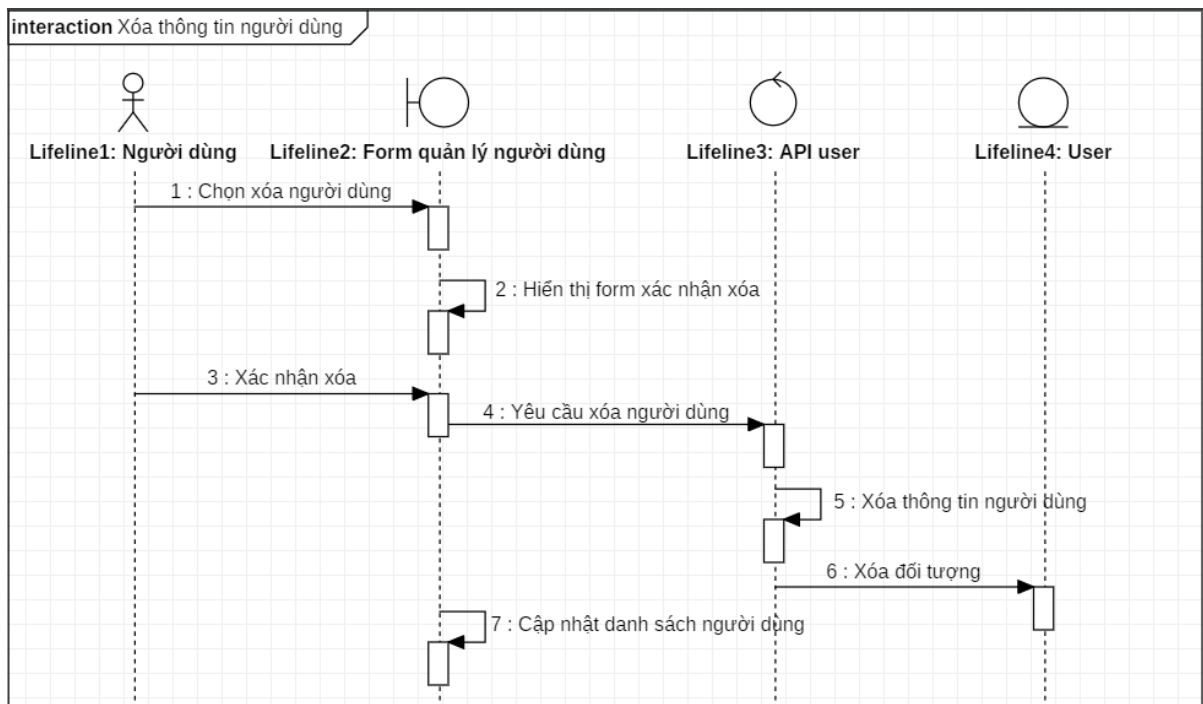 interaction Xóa thông tin người dùng
Lifeline1: Người dùng
Lifeline2: Form quản lý người dùng
Lifeline3: API user
Lifeline4: User
1 : Chọn xóa người dùng
2 : Hiển thị form xác nhận xóa
3 : Xác nhận xóa
4 : Yêu cầu xóa người dùng
5 : Xóa thông tin người dùng
6 : Xóa đối tượng
7 : Cập nhật danh sách người dùng